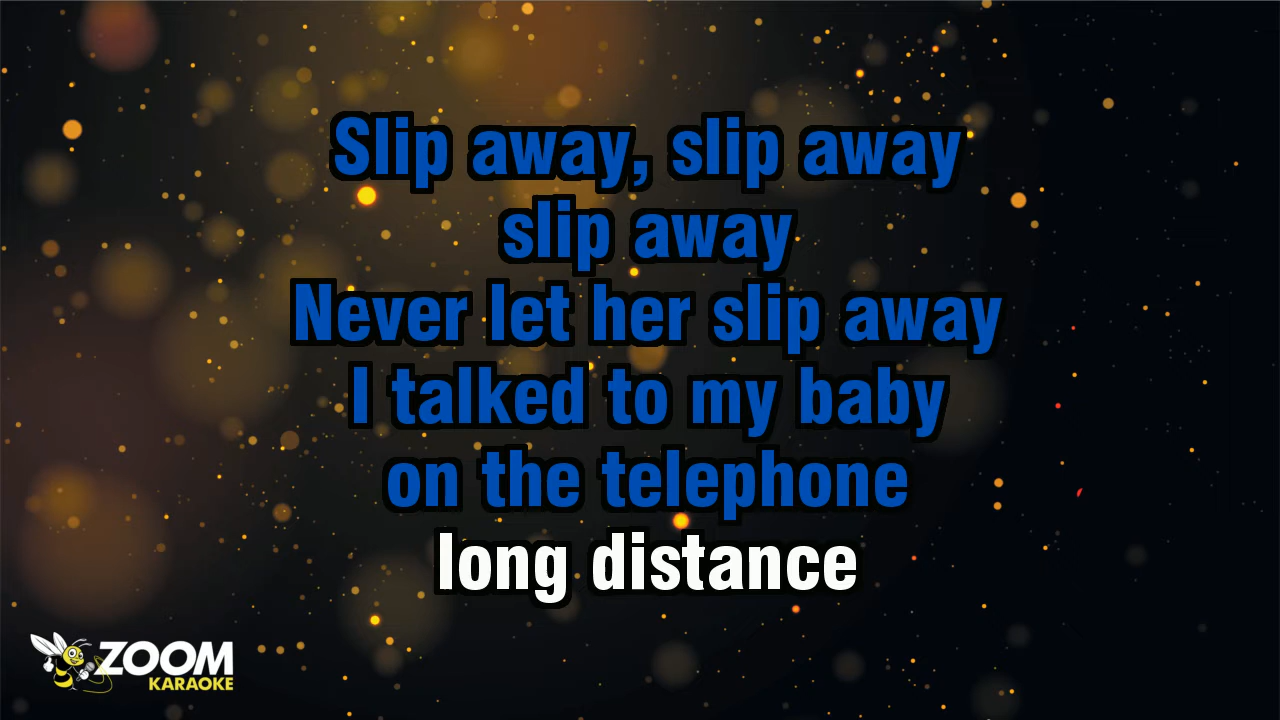 Slip away, slip away
slip away
Never let her slip away
I talked to my baby
on the telephone
long distance
ZOOM
KARAOKE